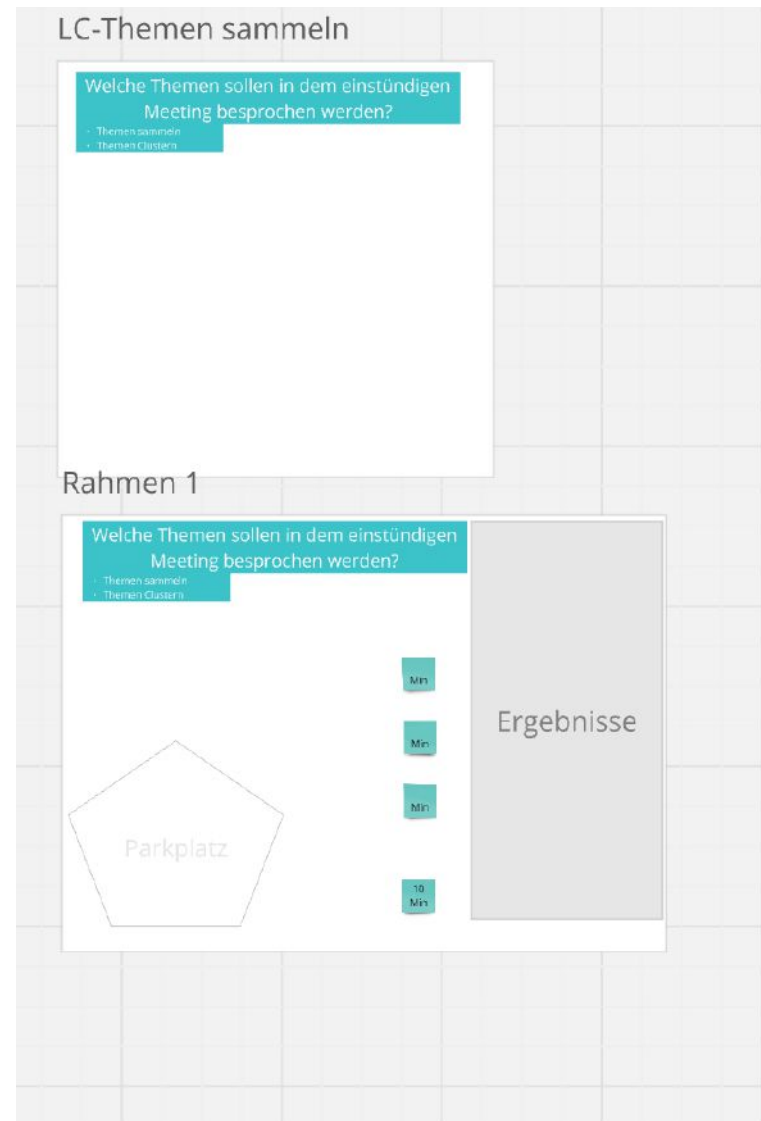 LC-Themen sammeln
Welche Themen sollen in dem einstündigen
Meeting besprochen werden?
· Themen sammeln
· Themen Clustern
Rahmen 1
Welche Themen sollen in dem einstündigen
Meeting besprochen werden?
· Themen sammeln
· Themen Clustern
Min
Min
Min
10
Min
Ergebnisse
Parkplatz